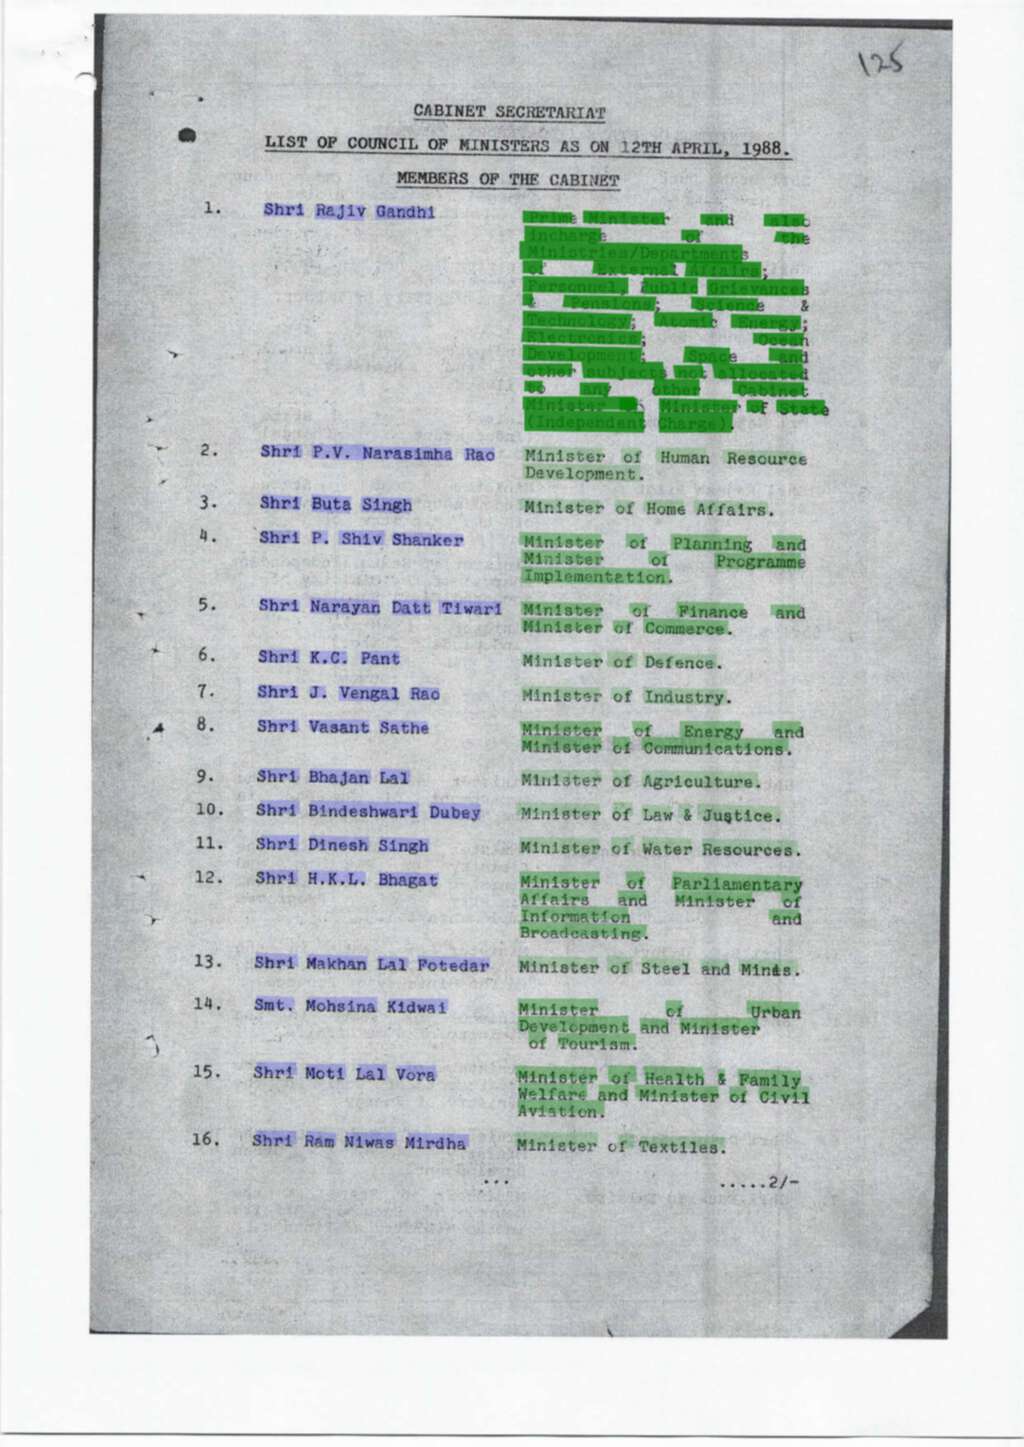 125
CABINET SECRETARIAT
LIST OF COUNCIL OF MINISTERS AS ON 12TH APRIL, 1988.
MEMBERS OF THE CABINET
1. Shri Rajiv Gandhi Prime Minister and also
incharge of the
Ministries/Departments
of External Affairs;
Personnel, Public Grievances
& Pensions; Science &
Technology; Atomic Energy;
Electronics; Ocean
Development; Space and
other subjects not allocated
to any other Cabinet
Minister or Minister of State
(Independent Charge).
2. Shri P.V. Narasimha Rao Minister of Human Resource
Development.
3. Shri Buta Singh Minister of Home Affairs.
4. Shri P. Shiv Shanker Minister of Planning and
Minister of Programme
Implementation.
5. Shri Narayan Datt Tiwari Minister of Finance and
Minister of Commerce.
6. Shri K.C. Pant Minister of Defence.
7. Shri J. Vengal Rao Minister of Industry.
8. Shri Vasant Sathe Minister of Energy and
Minister of Communications.
9. Shri Bhajan Lal Minister of Agriculture.
10. Shri Bindeshwari Dubey Minister of Law & Justice.
11. Shri Dinesh Singh Minister of Water Resources.
12. Shri H.K.L. Bhagat Minister of Parliamentary
Affairs and Minister of
Information and
Broadcasting.
13. Shri Makhan Lal Fotedar Minister of Steel and Mines.
14. Smt. Mohsina Kidwai Minister of Urban
Development and Minister
of Tourism.
15. Shri Moti Lal Vora Minister of Health & Family
Welfare and Minister of Civil
Aviation.
16. Shri Ram Niwas Mirdha Minister of Textiles.
... .....2/-